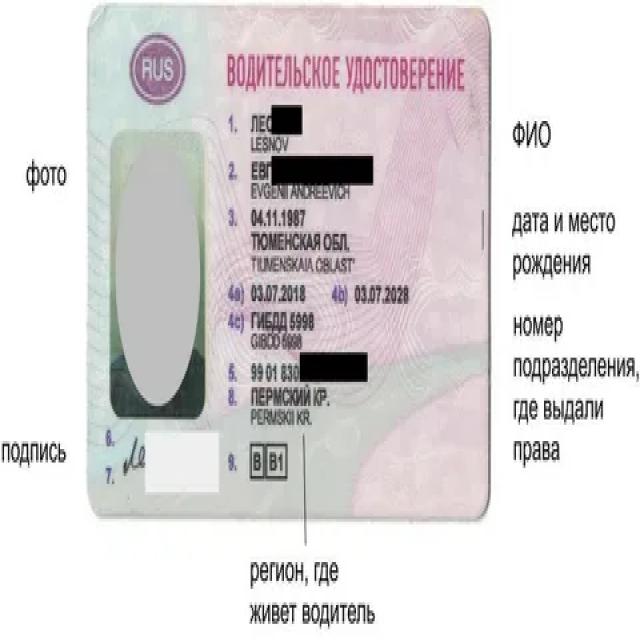 RUS
ВОДИТЕЛЬСКОЕ УДОСТОВЕРЕНИЕ
1. ЛЕС
LESNOV
2. ЕВГ
EVGENII ANDREEVICH
3. 04.11.1987
ТЮМЕНСКАЯ ОБЛ.
TIUMENSKAIA OBLAST'
4a) 03.07.2018 4b) 03.07.2028
4c) ГИБДД 5998
GIBDD 5998
5. 99 01 830
8. ПЕРМСКИЙ КР.
PERMSKII KR.
6.
7.
9. B B1
фото
подпись
ФИО
дата и место
рождения
номер
подразделения,
где выдали
права
регион, где
живет водитель